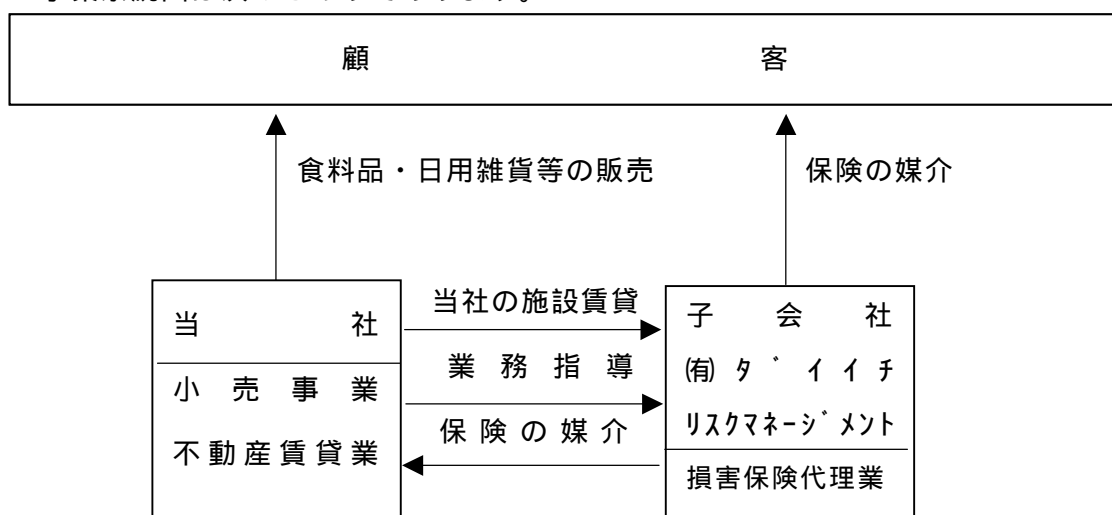 顧 客
食料品・日用雑貨等の販売
保険の媒介
当 社
小 売 事 業
不動産賃貸業
当社の施設賃貸
業 務 指 導
保 険 の 媒 介
子 会 社
㈲ ﾀﾞ ｲ ｲ ﾁ
ﾘｽｸﾏﾈｰｼﾞﾒﾝﾄ
損害保険代理業